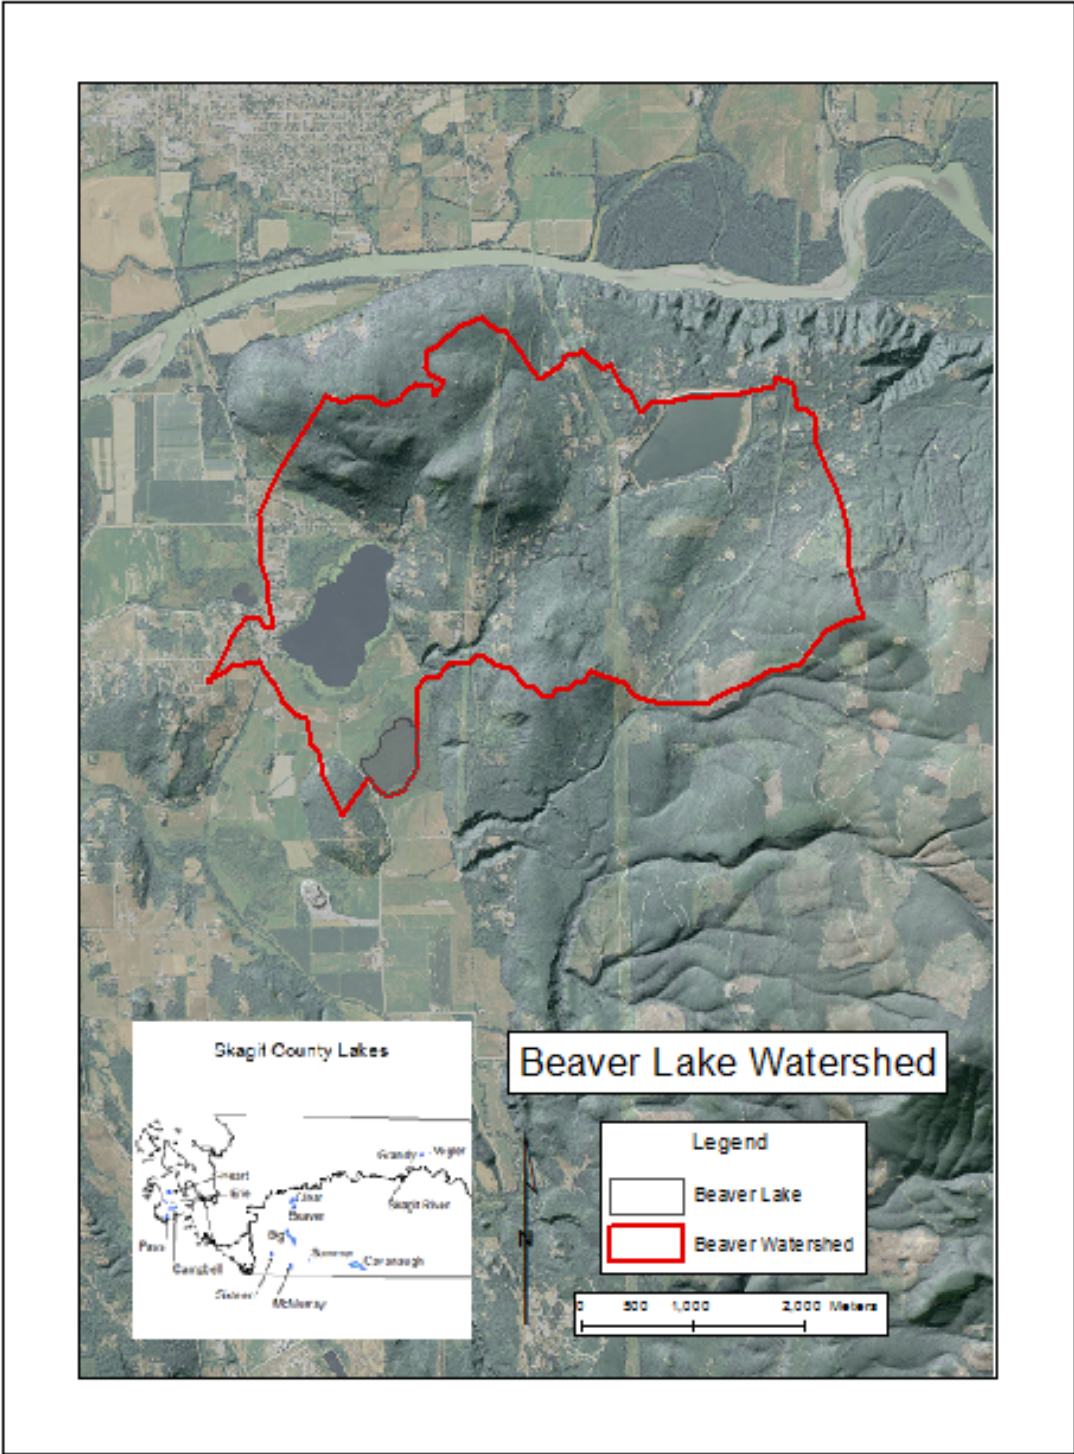 Skagit County Lakes
Grandy
Heart
Erie
Clear
Beaver
Skagit River
Big
Pass
Campbell
Cavanaugh
McMurray
Beaver Lake Watershed
Legend
Beaver Lake
Beaver Watershed
N
0 500 1,000 2,000 Meters